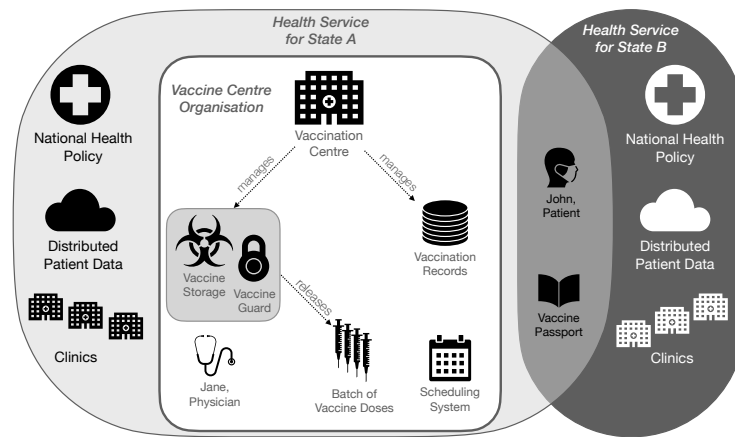 Health Service
for State A
Health Service
for State B
National Health
Policy
Distributed
Patient Data
Clinics
Vaccine Centre
Organisation
Vaccination
Centre
manages
manages
Vaccine
Storage
Vaccine
Guard
Vaccination
Records
releases
Jane,
Physician
Batch of
Vaccine Doses
Scheduling
System
John,
Patient
Vaccine
Passport
National Health
Policy
Distributed
Patient Data
Clinics